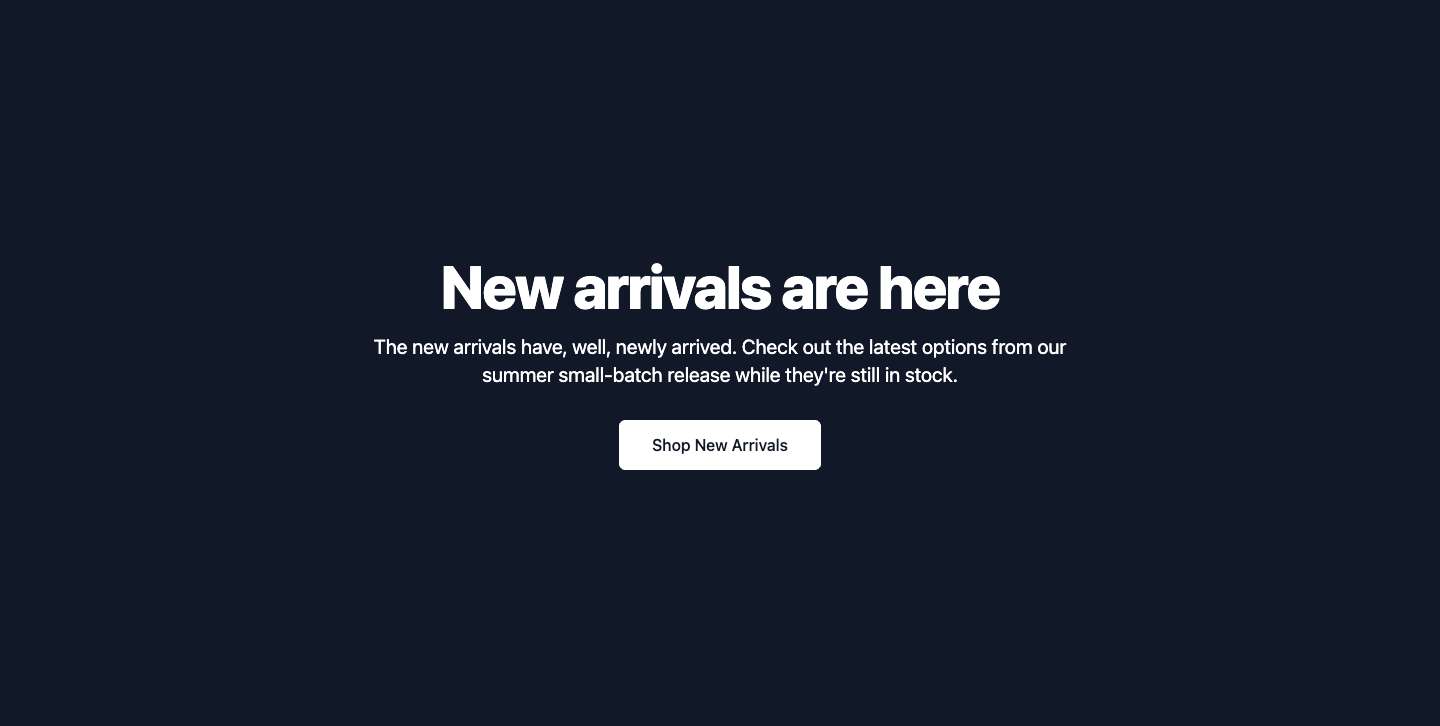 New arrivals are here
The new arrivals have, well, newly arrived. Check out the latest options from our
summer small-batch release while they're still in stock.
Shop New Arrivals